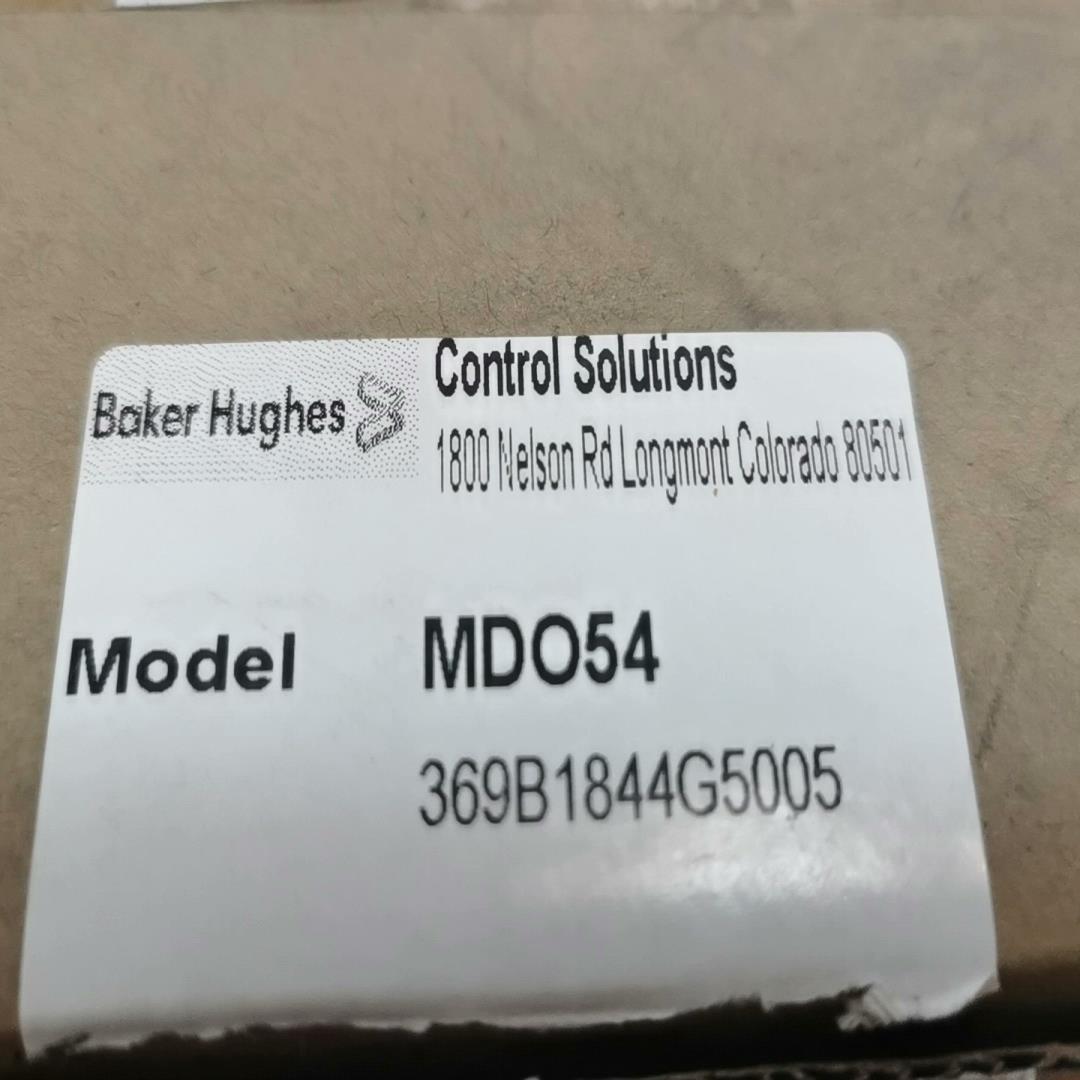 Baker Hughes
Control Solutions
1800 Nelson Rd Longmont Colorado 80501
Model MDO54
369B1844G5005